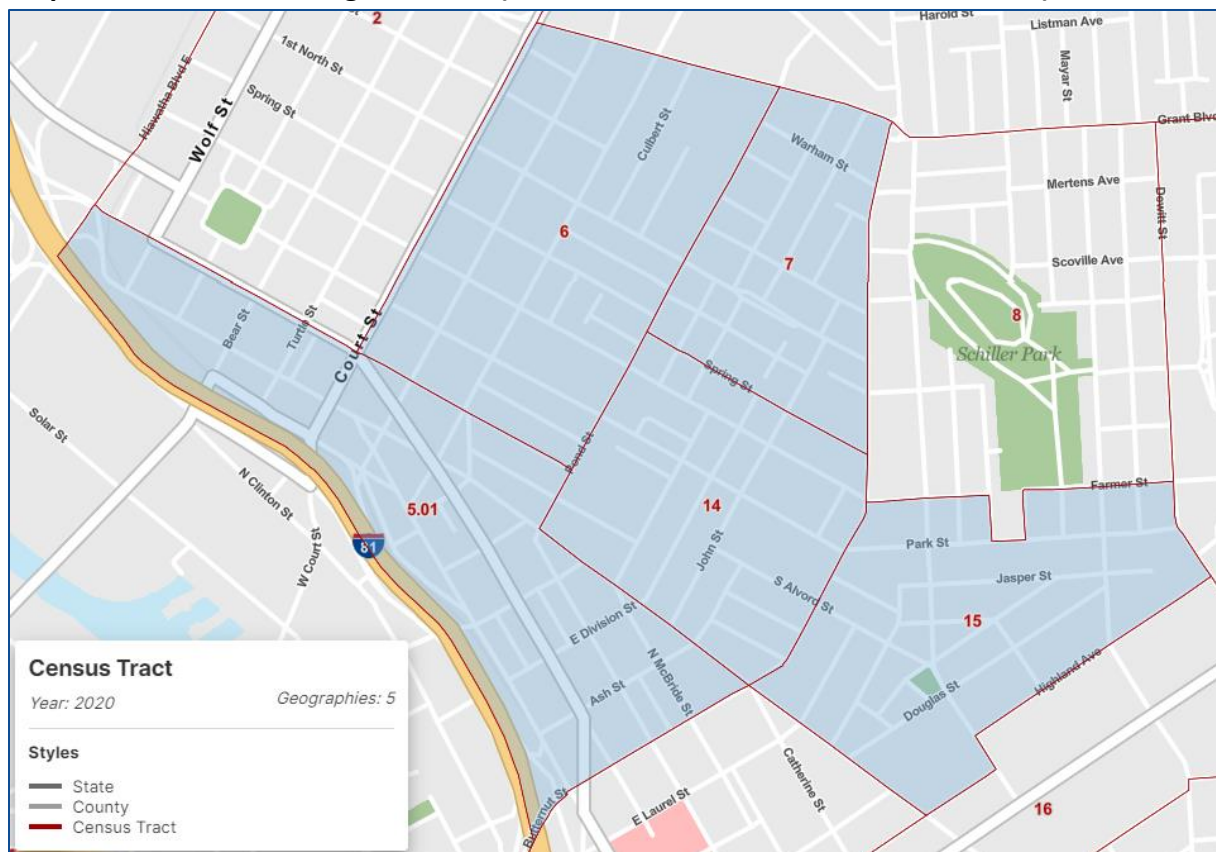 2
Harold St
Listman Ave
1st North St
Mayar St
Hiawatha Blvd E
Spring St
Wolf St
Culbert St
Grant Blvd
Warham St
Mertens Ave
Dewitt St
6
7
Scoville Ave
8
Schiller Park
Bear St
Turtle St
Court St
Spring St
Solar St
Pond St
N Clinton St
5.01
14
Farmer St
81
W Court St
John St
Park St
Jasper St
S Alvord St
15
E Division St
N McBride St
Highland Ave
Ash St
Douglas St
Catherine St
Butternut St
E Laurel St
16
Census Tract
Year: 2020
Geographies: 5
Styles
State
County
Census Tract